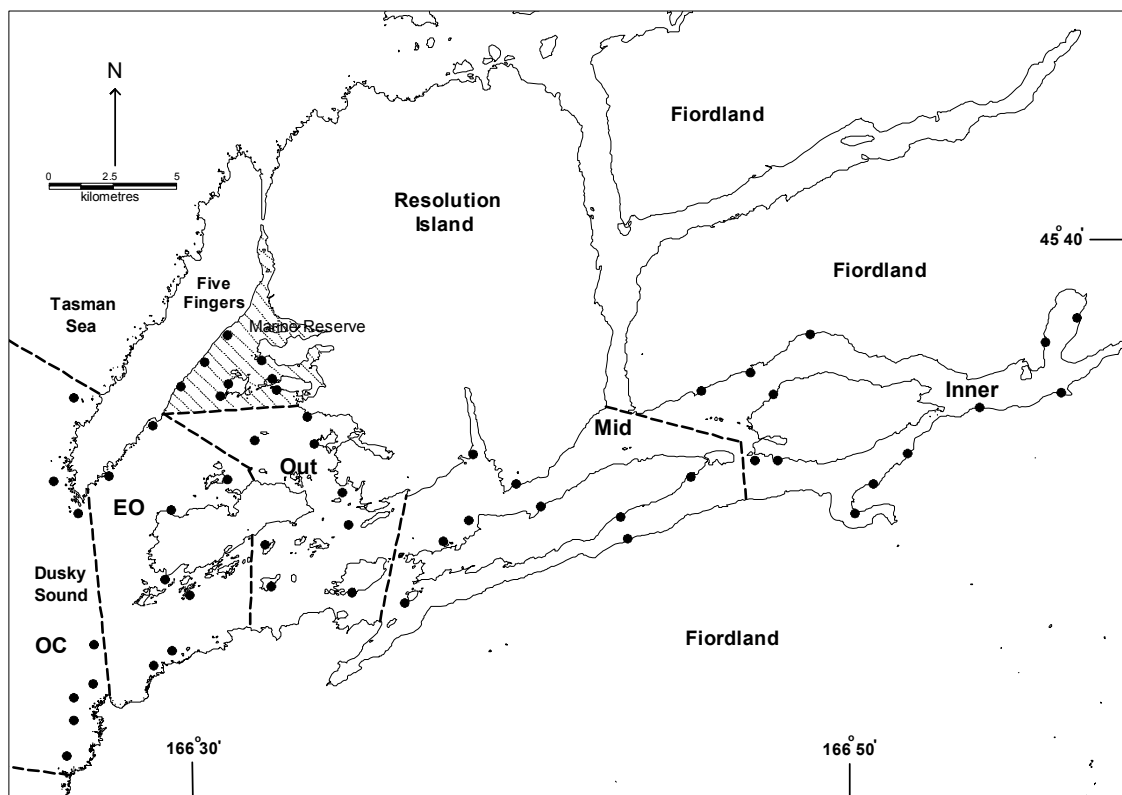 N
0 2.5 5
kilometres
Fiordland
Resolution
Island
45°40'
Fiordland
Five
Fingers
Tasman
Sea
Marine Reserve
Inner
Mid
Out
EO
Dusky
Sound
OC
Fiordland
166°30'
166°50'